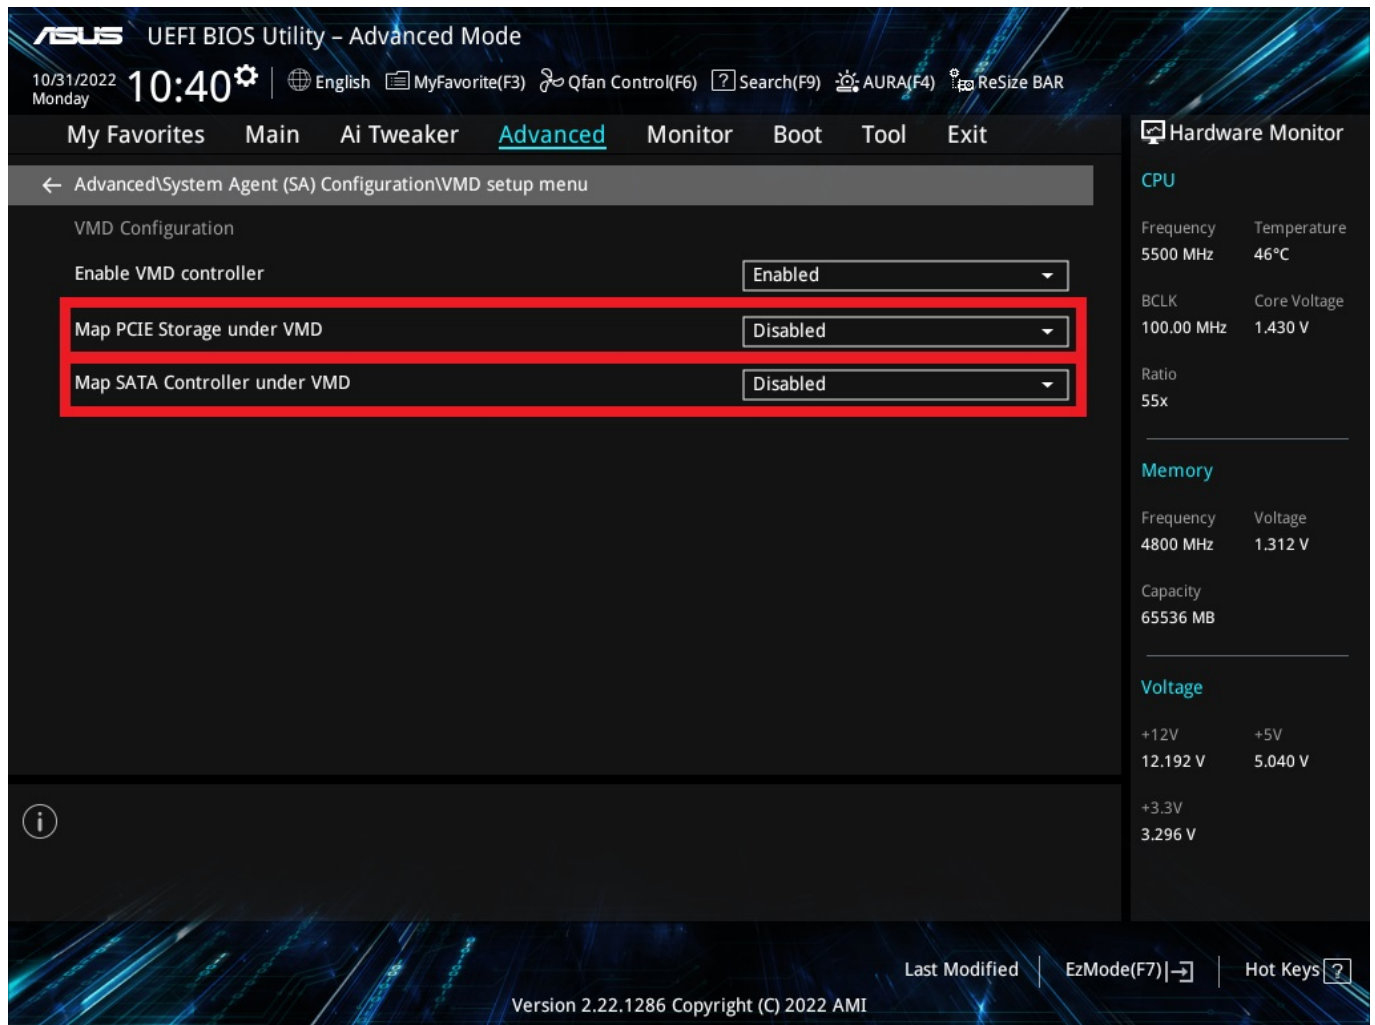 ASUS UEFI BIOS Utility – Advanced Mode
10/31/2022 Monday 10:40 English MyFavorite(F3) Qfan Control(F6) ? Search(F9) AURA(F4) ReSize BAR
My Favorites Main Ai Tweaker Advanced Monitor Boot Tool Exit
← Advanced\System Agent (SA) Configuration\VMD setup menu
VMD Configuration
Enable VMD controller Enabled
Map PCIE Storage under VMD Disabled
Map SATA Controller under VMD Disabled
Hardware Monitor
CPU
Frequency Temperature
5500 MHz 46°C
BCLK Core Voltage
100.00 MHz 1.430 V
Ratio
55x
Memory
Frequency Voltage
4800 MHz 1.312 V
Capacity
65536 MB
Voltage
+12V +5V
12.192 V 5.040 V
+3.3V
3.296 V
i
Last Modified EzMode(F7) Hot Keys ?
Version 2.22.1286 Copyright (C) 2022 AMI